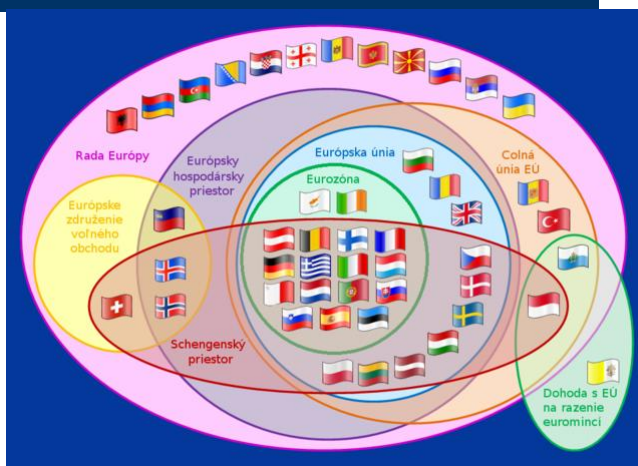 Rada Európy
Európsky
hospodársky
priestor
Európska únia
Colná
únia EÚ
Eurozóna
Európske
združenie
voľného
obchodu
Schengenský
priestor
Dohoda s EÚ
na razenie
euromincí